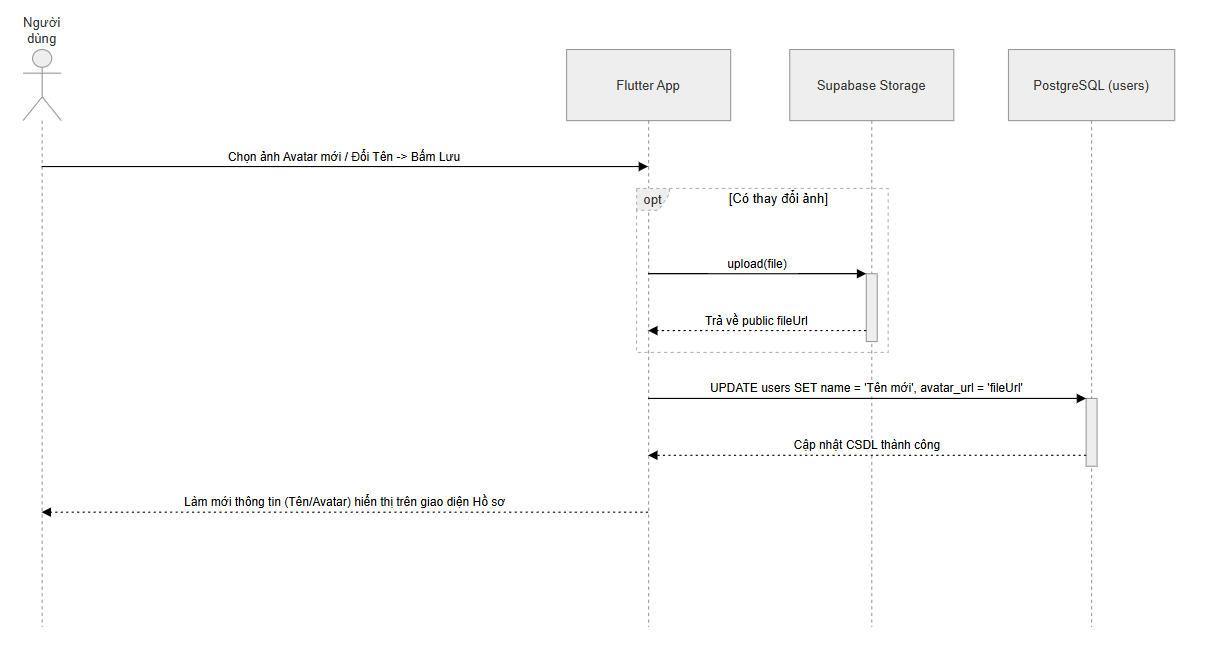 Người
dùng
Flutter App
Supabase Storage
PostgreSQL (users)
Chọn ảnh Avatar mới / Đổi Tên -> Bấm Lưu
opt
[Có thay đổi ảnh]
upload(file)
Trả về public fileUrl
UPDATE users SET name = 'Tên mới', avatar_url = 'fileUrl'
Cập nhật CSDL thành công
Làm mới thông tin (Tên/Avatar) hiển thị trên giao diện Hồ sơ